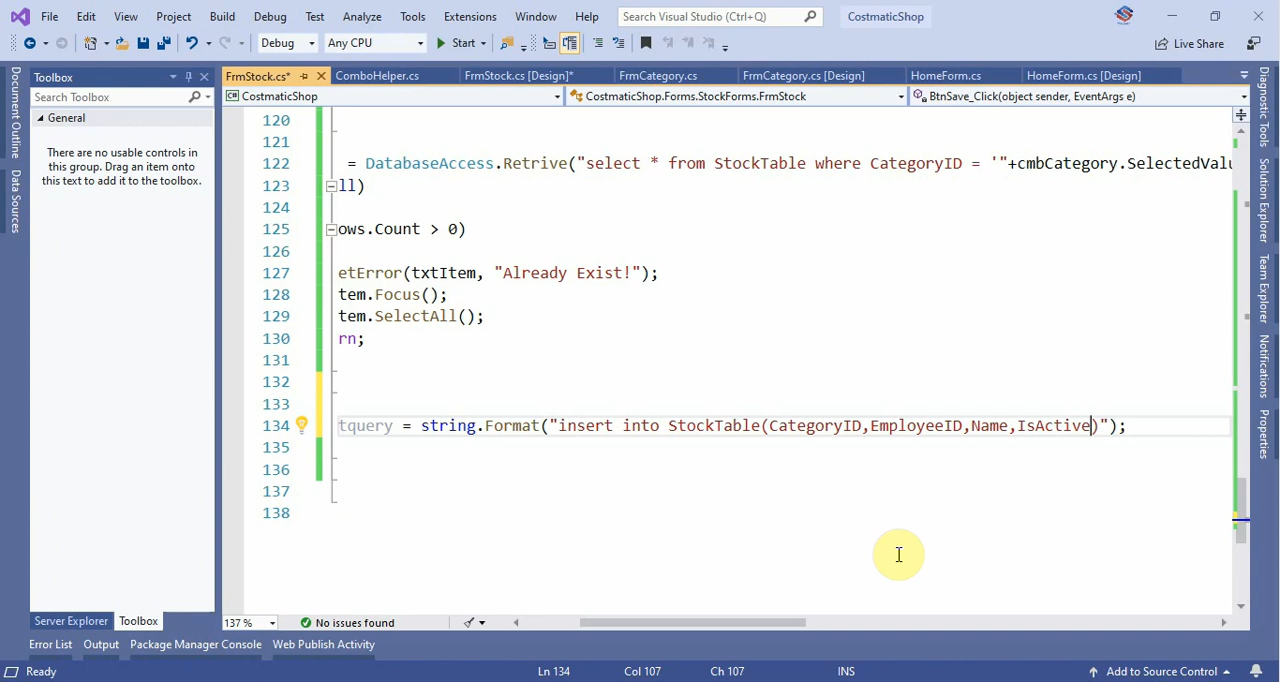 File Edit View Project Build Debug Test Analyze Tools Extensions Window Help Search Visual Studio (Ctrl+Q) CostmaticShop
Debug Any CPU Start Live Share
Toolbox
Search Toolbox
General
There are no usable controls in
this group. Drag an item onto
this text to add it to the toolbox.
Document Outline
Data Sources
FrmStock.cs* ComboHelper.cs FrmStock.cs [Design]* FrmCategory.cs FrmCategory.cs [Design] HomeForm.cs HomeForm.cs [Design]
CostmaticShop CostmaticShop.Forms.StockForms.FrmStock BtnSave_Click(object sender, EventArgs e)
120
121
122 = DatabaseAccess.Retrive("select * from StockTable where CategoryID = '"+cmbCategory.SelectedValu
123 ll)
124
125 ows.Count > 0)
126
127 etError(txtItem, "Already Exist!");
128 tem.Focus();
129 tem.SelectAll();
130 rn;
131
132
133
134 tquery = string.Format("insert into StockTable(CategoryID,EmployeeID,Name,IsActive)");
135
136
137
138
Diagnostic Tools
Solution Explorer
Team Explorer
Notifications
Properties
Server Explorer Toolbox
137 % No issues found
Error List Output Package Manager Console Web Publish Activity
Ready Ln 134 Col 107 Ch 107 INS Add to Source Control